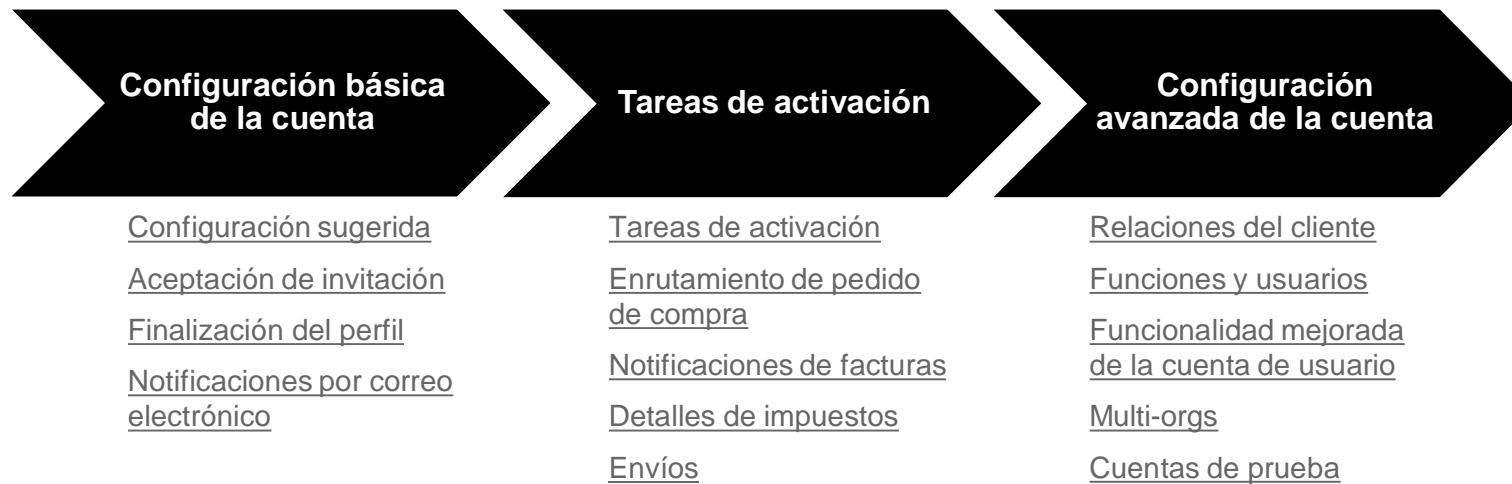 Configuración básica
de la cuenta
Tareas de activación
Configuración
avanzada de la cuenta
Configuración sugerida
Aceptación de invitación
Finalización del perfil
Notificaciones por correo
electrónico
Tareas de activación
Enrutamiento de pedido
de compra
Notificaciones de facturas
Detalles de impuestos
Envíos
Relaciones del cliente
Funciones y usuarios
Funcionalidad mejorada
de la cuenta de usuario
Multi-orgs
Cuentas de prueba